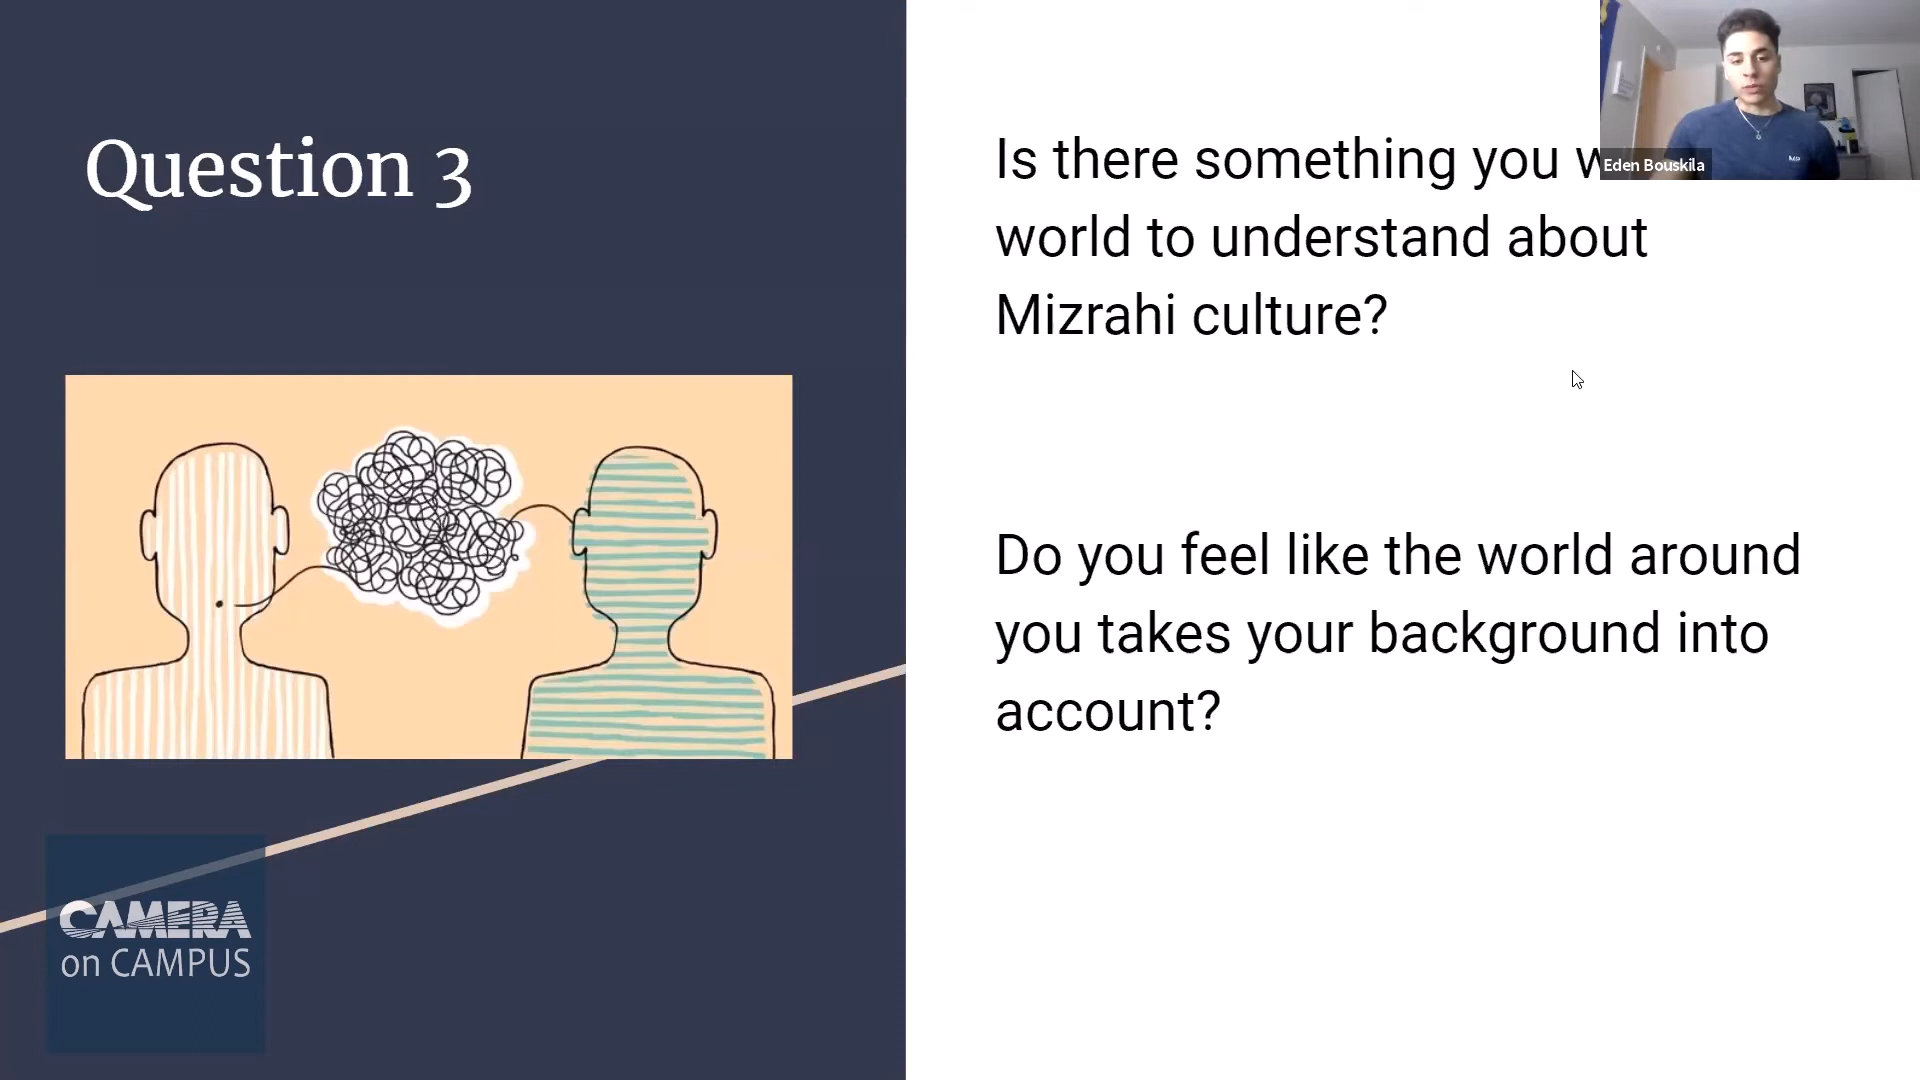 Question 3
Is there something you w
world to understand about
Mizrahi culture?
Do you feel like the world around
you takes your background into
account?
Eden Bouskila
CAMERA
on CAMPUS